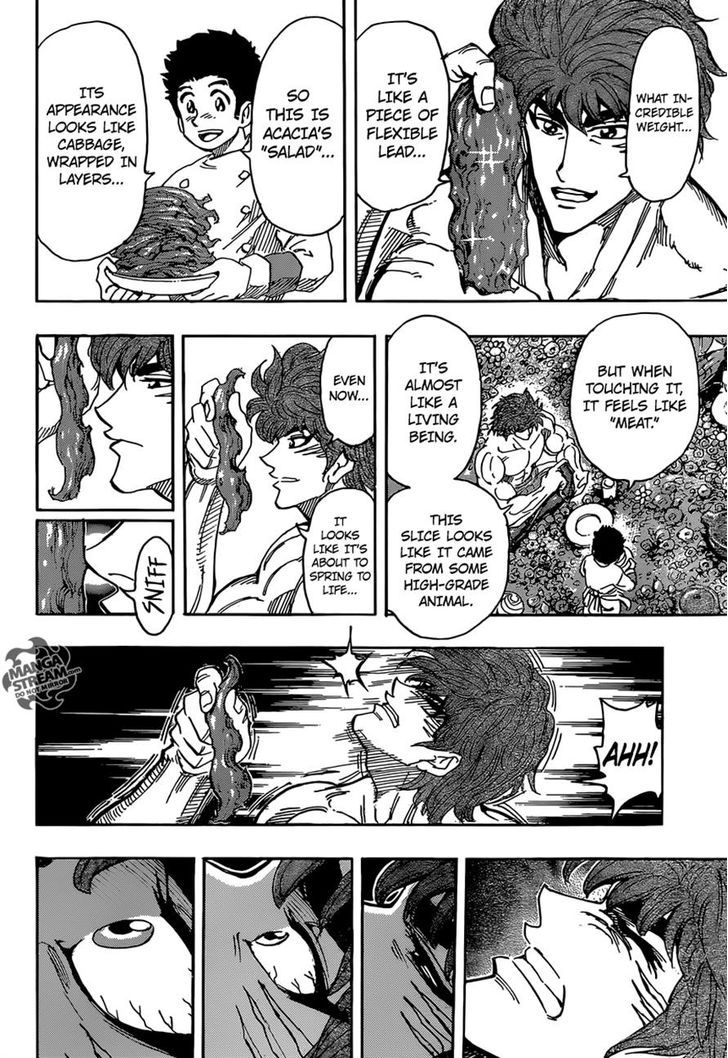 WHAT IN-
CREDIBLE
WEIGHT...
IT'S
LIKE A
PIECE OF
FLEXIBLE
LEAD...
SO
THIS IS
ACACIA'S
"SALAD"...
ITS
APPEARANCE
LOOKS LIKE
CABBAGE,
WRAPPED IN
LAYERS...
BUT WHEN
TOUCHING IT,
IT FEELS LIKE
"MEAT."
IT'S
ALMOST
LIKE A
LIVING
BEING.
THIS
SLICE LOOKS
LIKE IT CAME
FROM SOME
HIGH-GRADE
ANIMAL.
EVEN
NOW...
IT
LOOKS
LIKE IT'S
ABOUT TO
SPRING TO
LIFE...
SNIFF
MANGA
STREAM.com
DO NOT MIRROR
AHH!